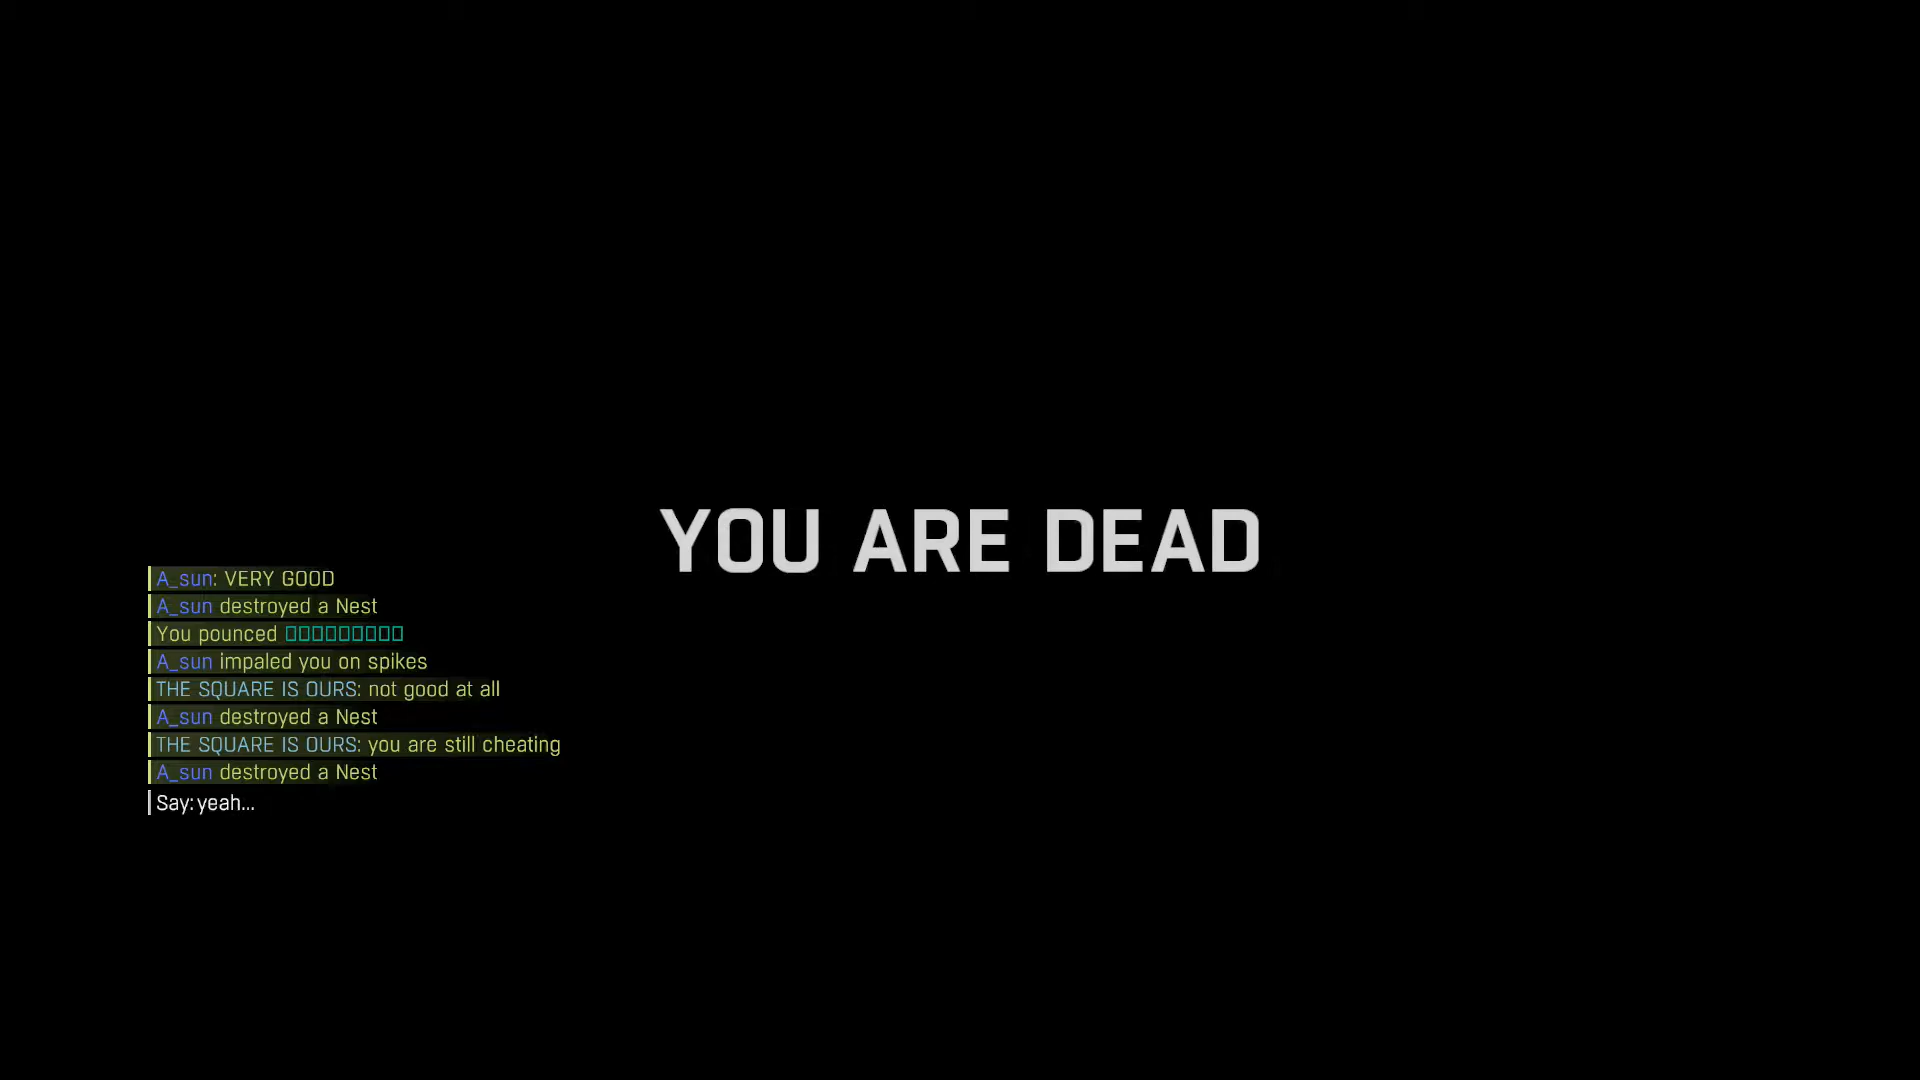 YOU ARE DEAD
A_sun: VERY GOOD
A_sun destroyed a Nest
You pounced
A_sun impaled you on spikes
THE SQUARE IS OURS: not good at all
A_sun destroyed a Nest
THE SQUARE IS OURS: you are still cheating
A_sun destroyed a Nest
Say: yeah...